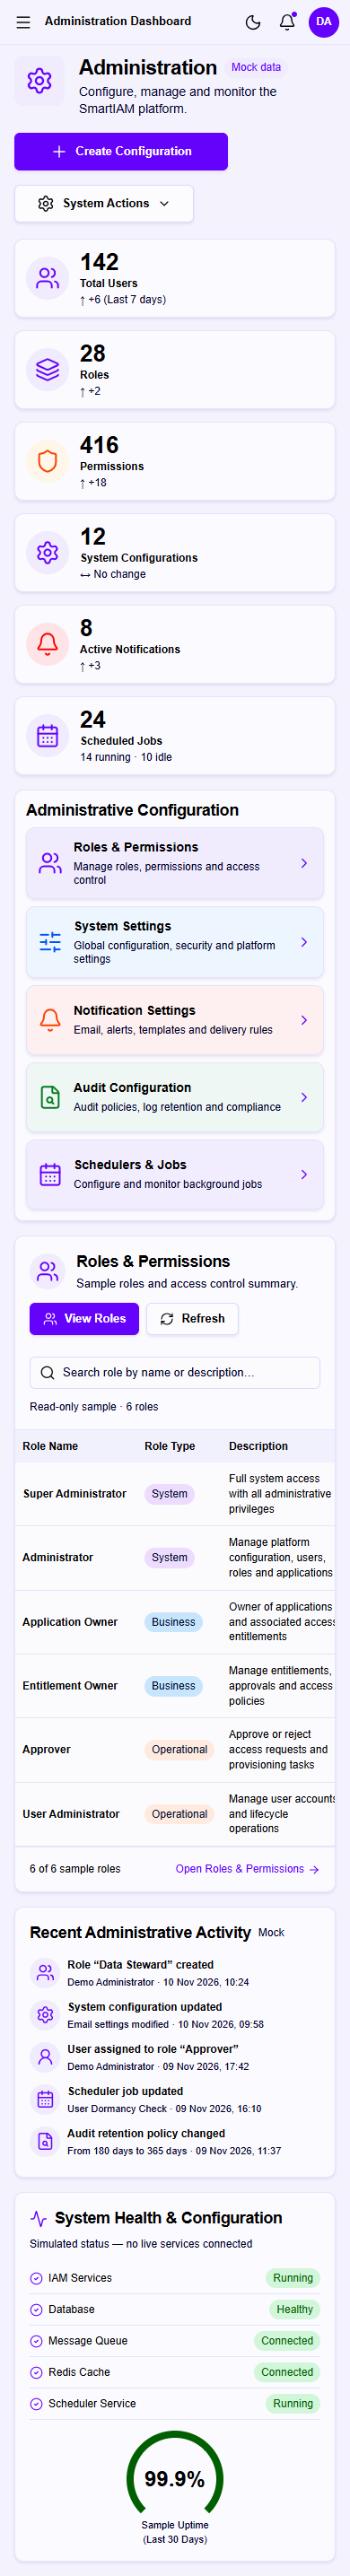 Administration Dashboard
DA
Administration Mock data
Configure, manage and monitor the
SmartIAM platform.
Create Configuration
System Actions
142
Total Users
↑ +6 (Last 7 days)
28
Roles
↑ +2
416
Permissions
↑ +18
12
System Configurations
↔ No change
8
Active Notifications
↑ +3
24
Scheduled Jobs
14 running · 10 idle
Administrative Configuration
Roles & Permissions
Manage roles, permissions and access
control
System Settings
Global configuration, security and platform
settings
Notification Settings
Email, alerts, templates and delivery rules
Audit Configuration
Audit policies, log retention and compliance
Schedulers & Jobs
Configure and monitor background jobs
Roles & Permissions
Sample roles and access control summary.
View Roles Refresh
Search role by name or description...
Read-only sample · 6 roles
Role Name Role Type Description
Super Administrator System Full system access
with all administrative
privileges
Administrator System Manage platform
configuration, users,
roles and applications
Application Owner Business Owner of applications
and associated access
entitlements
Entitlement Owner Business Manage entitlements,
approvals and access
policies
Approver Operational Approve or reject
access requests and
provisioning tasks
User Administrator Operational Manage user accounts
and lifecycle
operations
6 of 6 sample roles Open Roles & Permissions →
Recent Administrative Activity Mock
Role “Data Steward” created
Demo Administrator · 10 Nov 2026, 10:24
System configuration updated
Email settings modified · 10 Nov 2026, 09:58
User assigned to role “Approver”
Demo Administrator · 09 Nov 2026, 17:42
Scheduler job updated
User Dormancy Check · 09 Nov 2026, 16:10
Audit retention policy changed
From 180 days to 365 days · 09 Nov 2026, 11:37
System Health & Configuration
Simulated status — no live services connected
IAM Services Running
Database Healthy
Message Queue Connected
Redis Cache Connected
Scheduler Service Running
99.9%
Sample Uptime
(Last 30 Days)